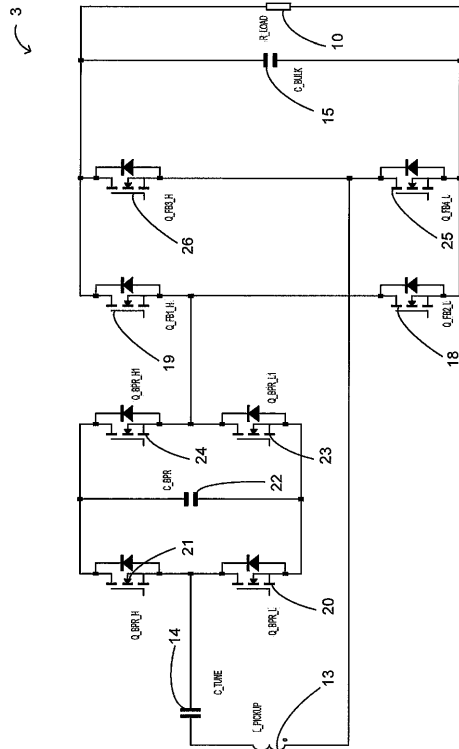 3
R_LOAD
10
C_BULK
15
Q_FB3_H
26
Q_FB4_L
25
Q_FB1_H
19
Q_FB2_L
18
Q_BPR_H1
24
Q_BPR_L1
23
C_BPR
22
Q_BPR_H
21
Q_BPR_L
20
C_TUNE
14
L_PICKUP
13